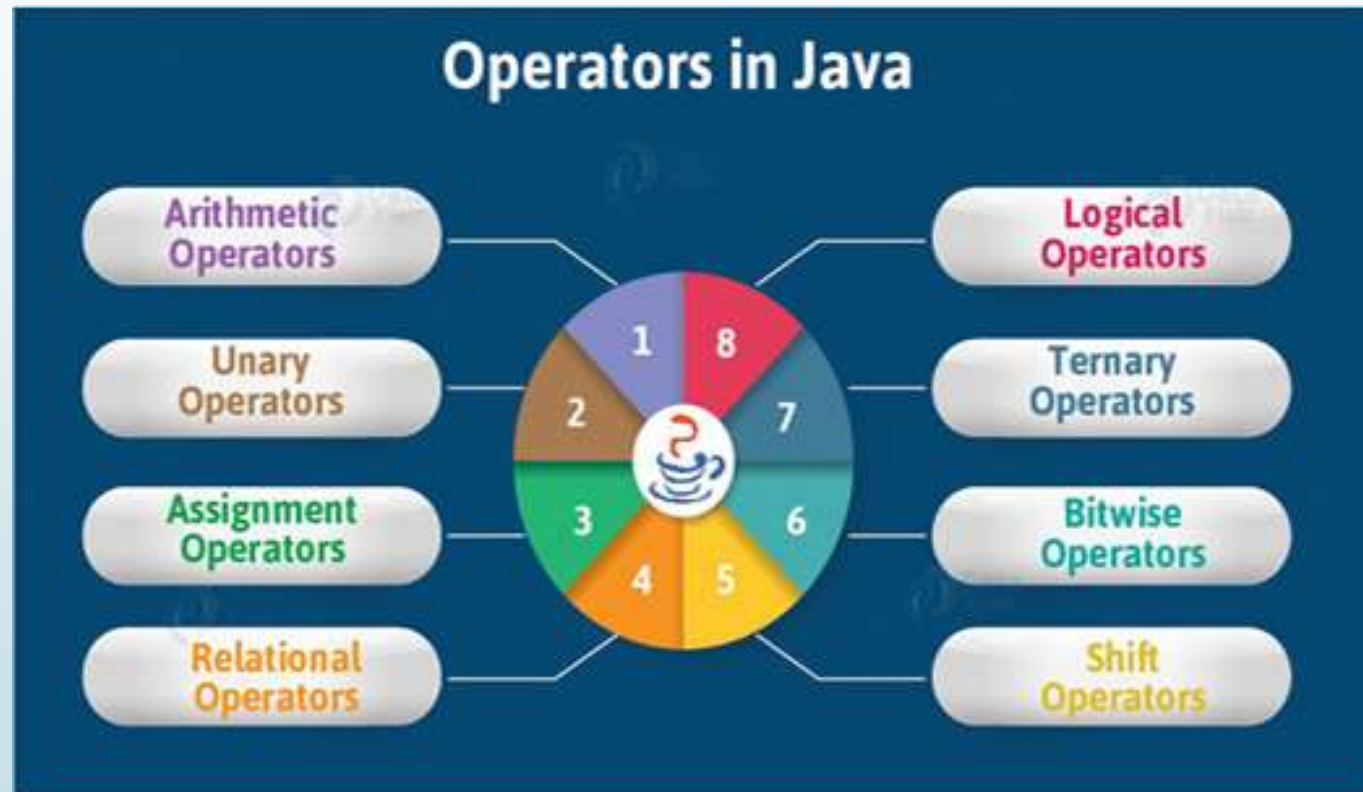 Operators in Java
Arithmetic
Operators
Unary
Operators
Assignment
Operators
Relational
Operators
1
8
2
7
3
6
4
5
Logical
Operators
Ternary
Operators
Bitwise
Operators
Shift
Operators